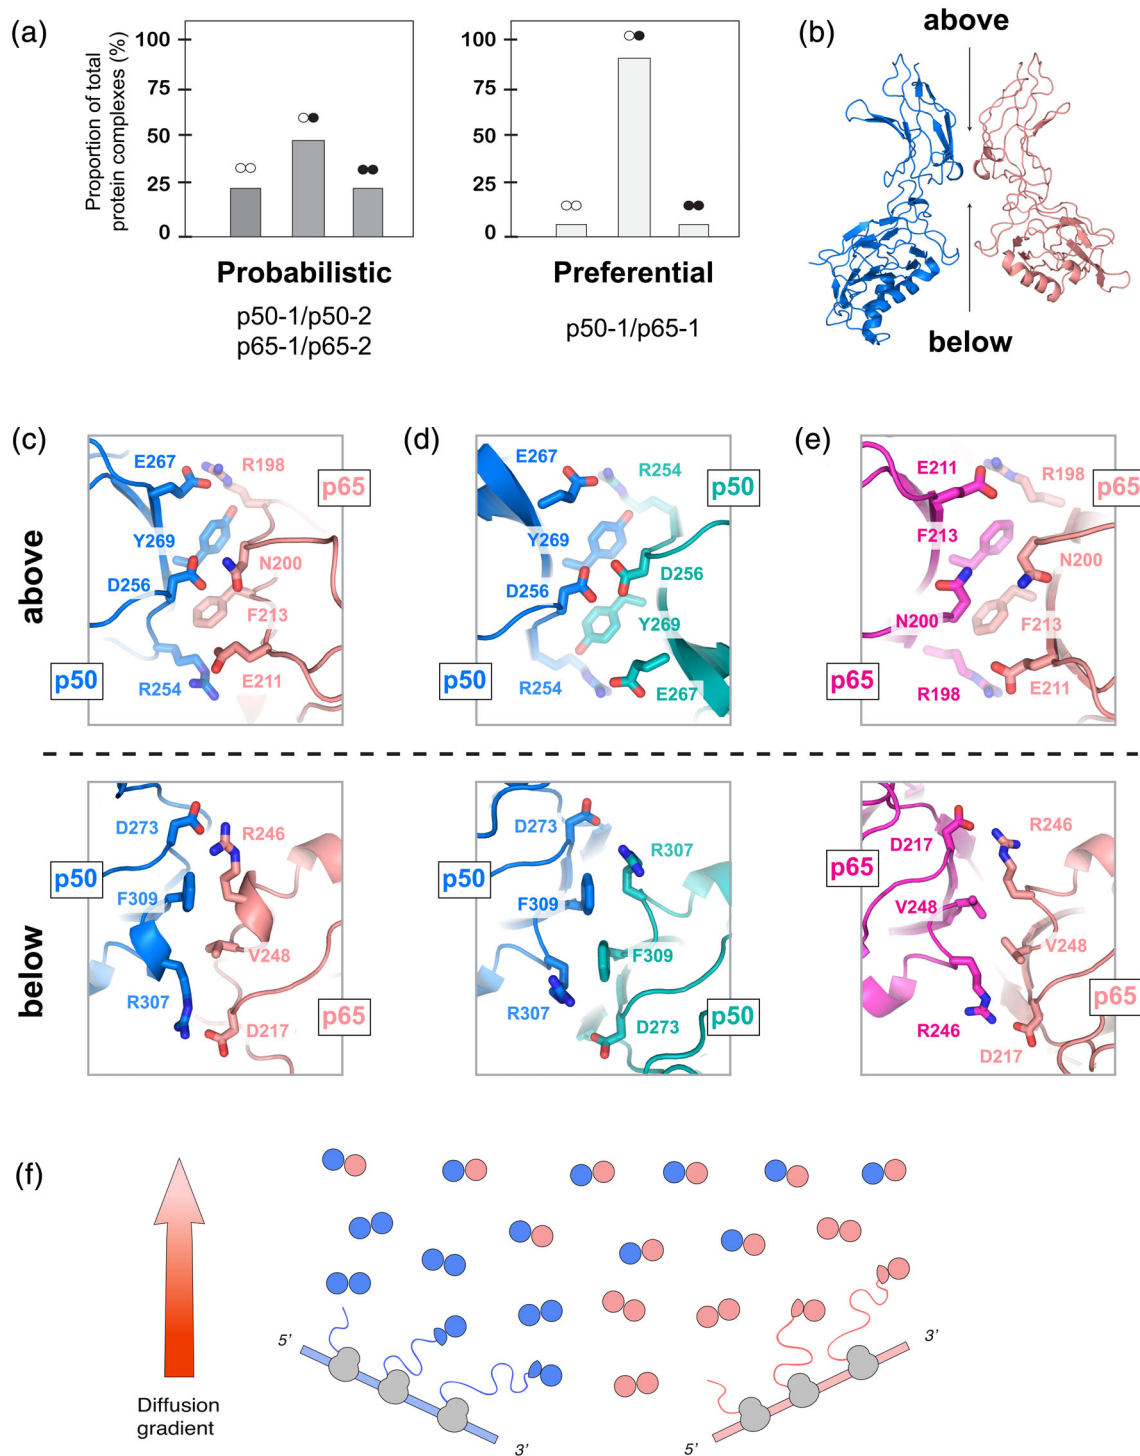 (a)
Proportion of total
protein complexes (%)
100
75
50
25
0
Probabilistic
p50-1/p50-2
p65-1/p65-2
100
75
50
25
0
Preferential
p50-1/p65-1
(b)
above
below
(c)
above
E267
R198
p65
Y269
N200
D256
F213
p50
R254
E211
(d)
E267
R254
p50
Y269
D256
D256
Y269
p50
R254
E267
(e)
E211
R198
p65
F213
N200
N200
F213
p65
R198
E211
below
D273
R246
p50
F309
V248
R307
p65
D217
D273
R307
p50
F309
F309
R307
p50
D273
D217
R246
p65
V248
V248
p65
R246
D217
(f)
Diffusion
gradient
5’
3’
5’
3’